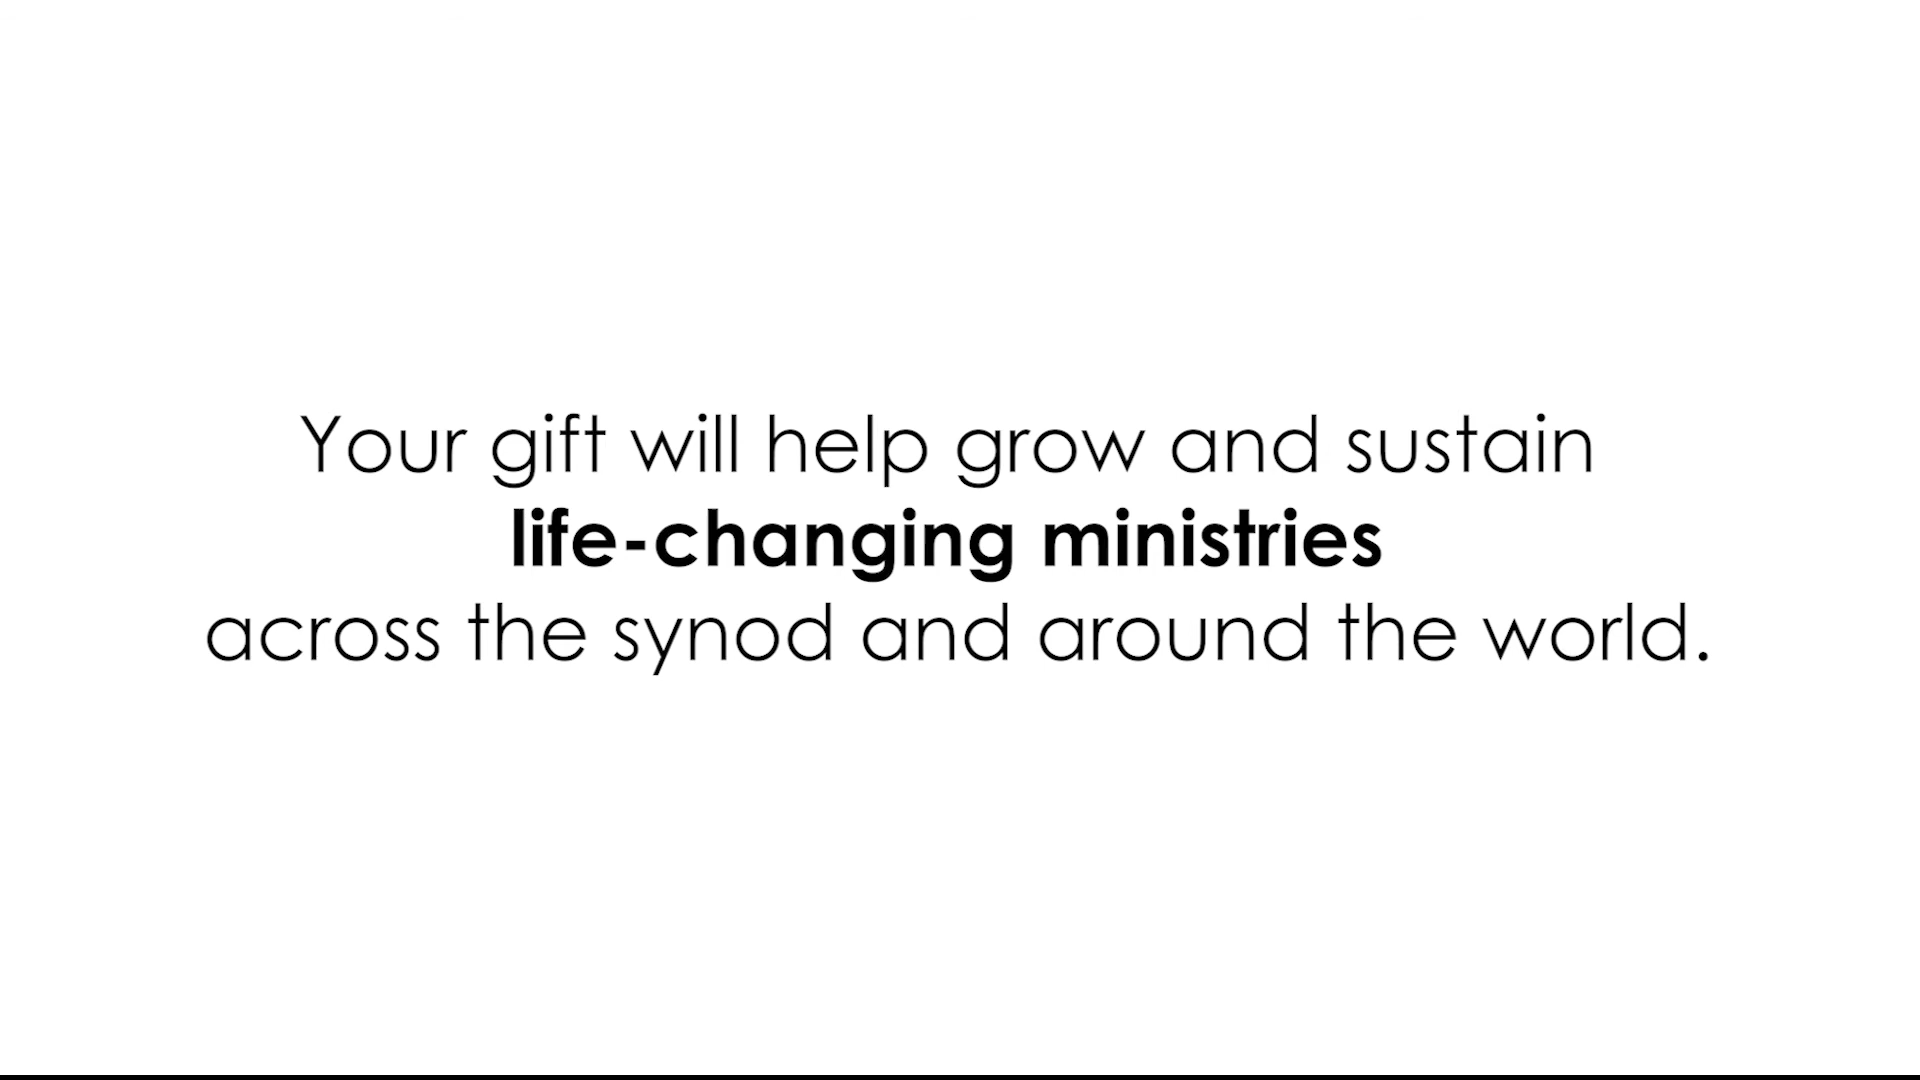 Your gift will help grow and sustain
life-changing ministries
across the synod and around the world.